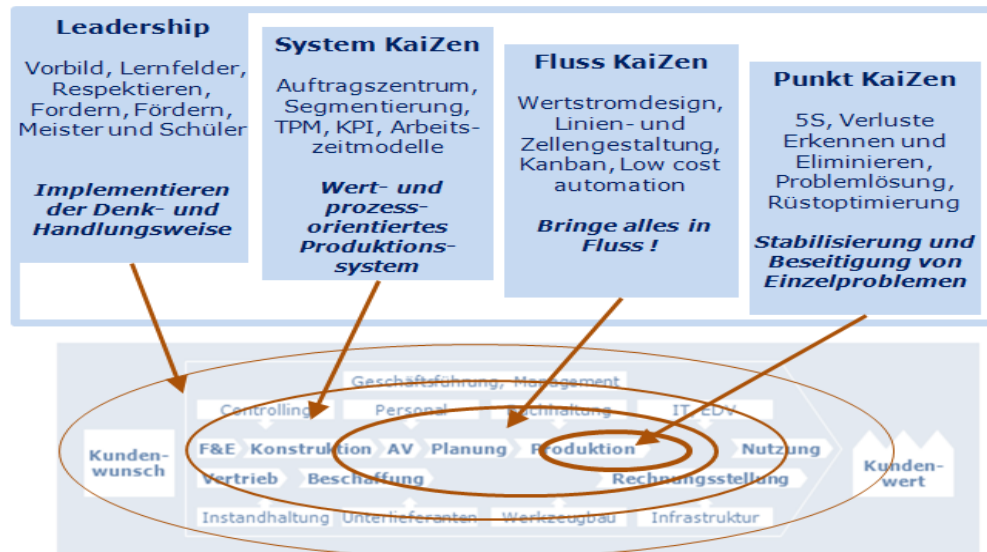 Leadership
Vorbild, Lernfelder,
Respektieren,
Fordern, Fördern,
Meister und Schüler
Implementieren
der Denk- und
Handlungsweise
System KaiZen
Auftragszentrum,
Segmentierung,
TPM, KPI, Arbeits-
zeitmodelle
Wert- und
prozess-
orientiertes
Produktions-
system
Fluss KaiZen
Wertstromdesign,
Linien- und
Zellengestaltung,
Kanban, Low cost
automation
Bringe alles in
Fluss !
Punkt KaiZen
5S, Verluste
Erkennen und
Eliminieren,
Problemlösung,
Rüstoptimierung
Stabilisierung und
Beseitigung von
Einzelproblemen
Geschäftsführung, Management
Controlling Personal Buchhaltung IT, EDV
Kunden-
wunsch
F&E Konstruktion AV Planung Produktion Nutzung
Vertrieb Beschaffung Rechnungsstellung
Kunden-
wert
Instandhaltung Unterlieferanten Werkzeugbau Infrastruktur